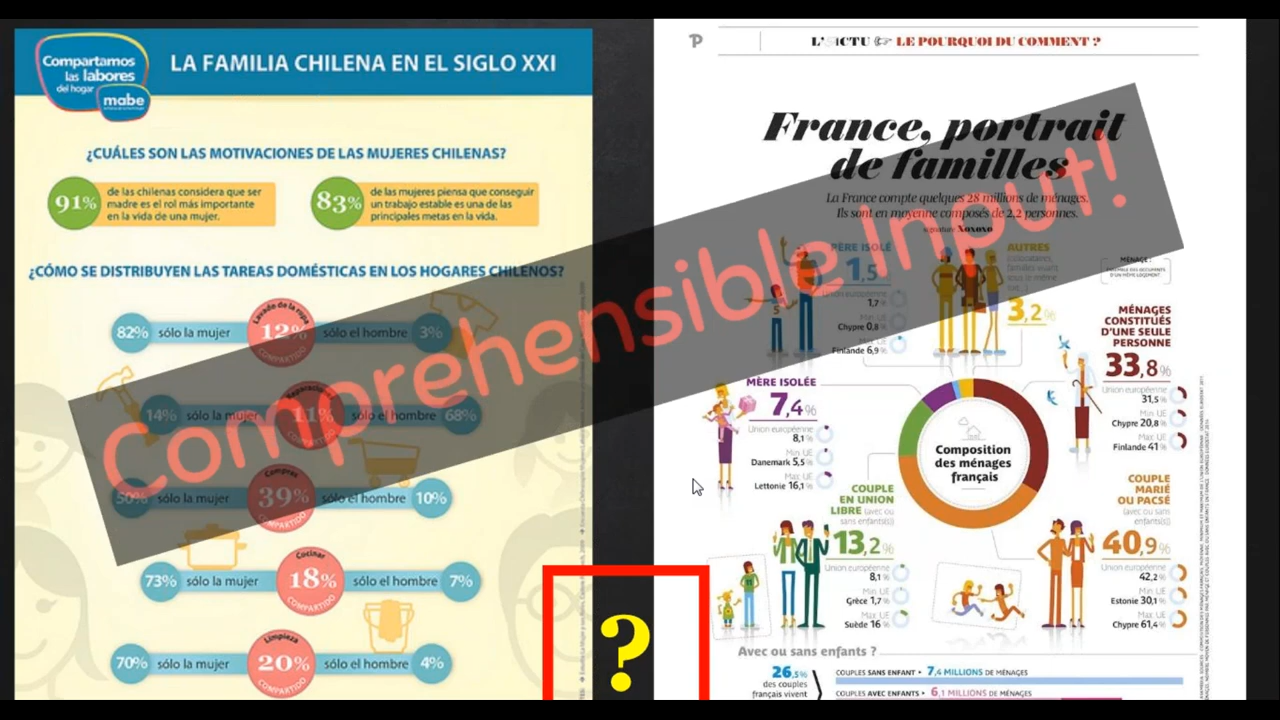 Compartamos
las labores
del hogar
mabe
LA FAMILIA CHILENA EN EL SIGLO XXI
¿CUÁLES SON LAS MOTIVACIONES DE LAS MUJERES CHILENAS?
91%
de las chilenas considera que ser
madre es el rol más importante
en la vida de una mujer.
83%
de las mujeres piensa que conseguir
un trabajo estable es una de las
principales metas en la vida.
¿CÓMO SE DISTRIBUYEN LAS TAREAS DOMÉSTICAS EN LOS HOGARES CHILENOS?
Lavado de la ropa
82% sólo la mujer 12% sólo el hombre 3%
COMPARTIDO
14% sólo la mujer 11% sólo el hombre 68%
COMPARTIDO
Compras
50% sólo la mujer 39% sólo el hombre 10%
COMPARTIDO
Cocinar
73% sólo la mujer 18% sólo el hombre 7%
COMPARTIDO
Limpieza
70% sólo la mujer 20% sólo el hombre 4%
COMPARTIDO
Comprehensible Input!
?
P
L'ACTU LE POURQUOI DU COMMENT ?
France, portrait
de familles
La France compte quelques 28 millions de ménages.
Ils sont en moyenne composés de 2,2 personnes.
signature Xoxoxo
PÈRE ISOLÉ
1,5
Union européenne
1,7%
Min UE
Chypre 0,8
Max UE
Finlande 6,9%
AUTRES
3,2%
MÉNAGE :
MÉNAGES
CONSTITUÉS
D'UNE SEULE
PERSONNE
33,8%
Union européenne
31,5%
Min UE
Chypre 20,8%
Max UE
Finlande 41%
MÈRE ISOLÉE
7,4%
Union européenne
8,1%
Min UE
Danemark 5,5%
Max UE
Lettonie 16,1%
Composition
des ménages
français
COUPLE
EN UNION
LIBRE (avec ou
sans enfants(s))
13,2%
Union européenne
8,1%
Min UE
Grèce 1,7%
Max UE
Suède 16%
COUPLE
MARIÉ
OU PACSÉ
(avec ou sans
enfants(s))
40,9%
Union européenne
42,2%
Min UE
Estonie 30,1%
Max UE
Chypre 61,4%
Avec ou sans enfants ?
26,5%
des couples
français vivent
COUPLES SANS ENFANT • 7,4 MILLIONS DE MÉNAGES
COUPLES AVEC ENFANTS • 6,1 MILLIONS DE MÉNAGES